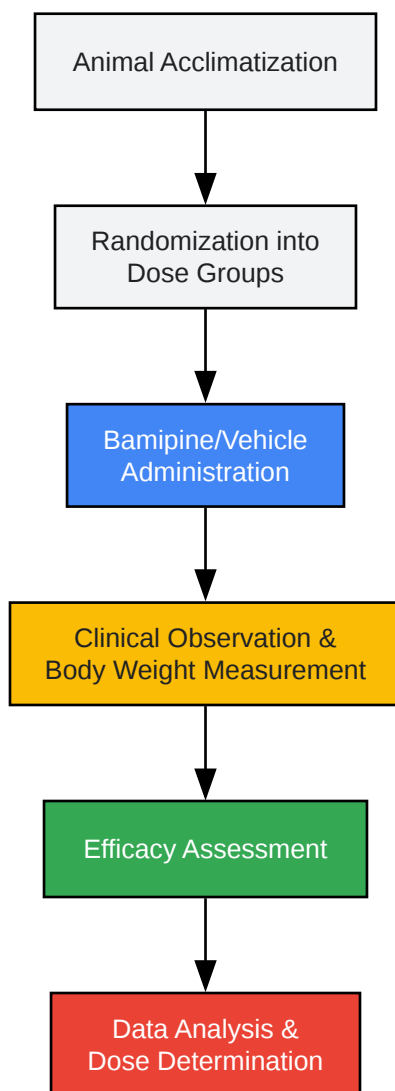 Animal Acclimatization
Randomization into
Dose Groups
Bamipine/Vehicle
Administration
Clinical Observation &
Body Weight Measurement
Efficacy Assessment
Data Analysis &
Dose Determination